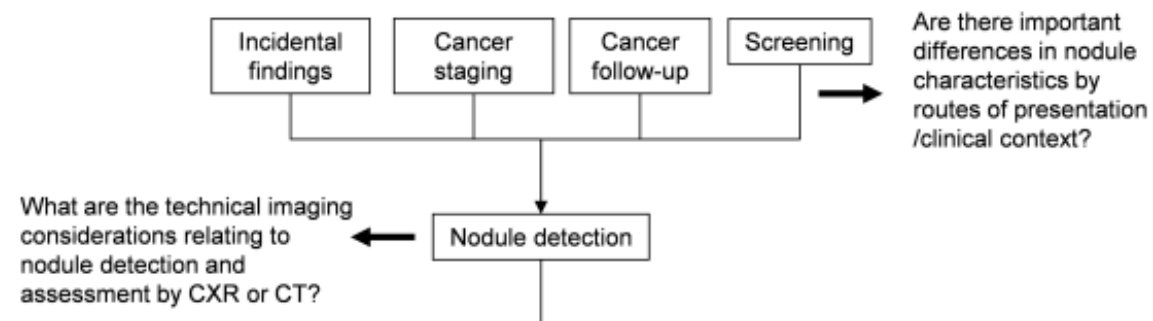 Incidental
findings
Cancer
staging
Cancer
follow-up
Screening
Are there important
differences in nodule
characteristics by
routes of presentation
/clinical context?
What are the technical imaging
considerations relating to
nodule detection and
assessment by CXR or CT?
Nodule detection